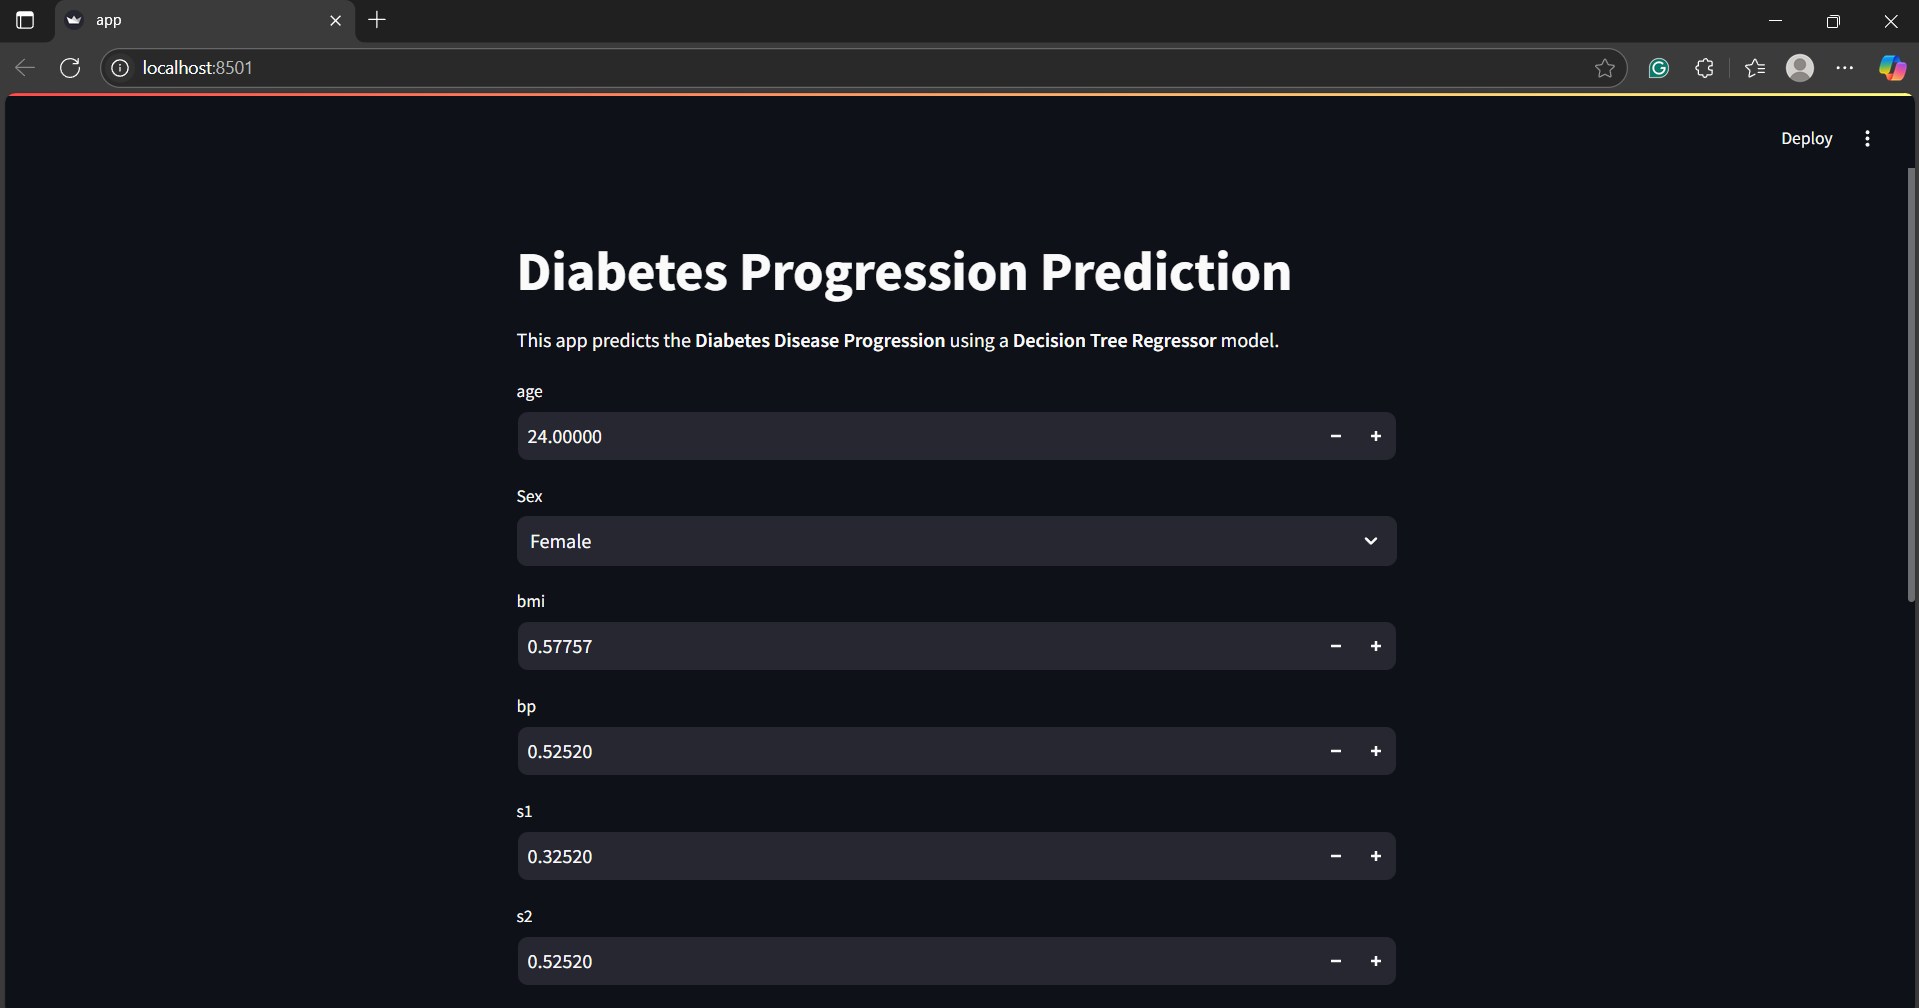 app
localhost:8501
Deploy
Diabetes Progression Prediction
This app predicts the Diabetes Disease Progression using a Decision Tree Regressor model.
age
24.00000
Sex
Female
bmi
0.57757
bp
0.52520
s1
0.32520
s2
0.52520